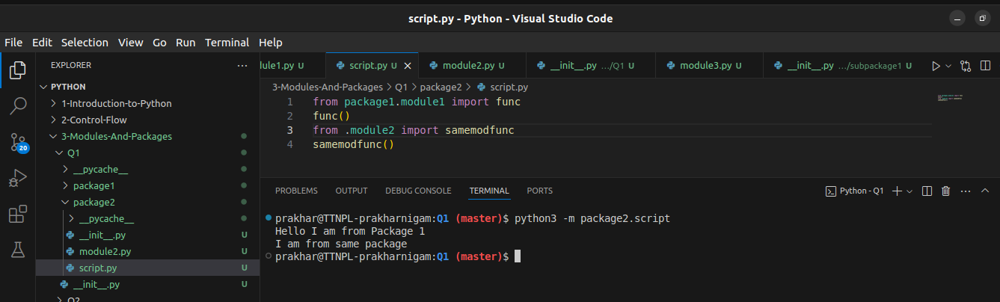 script.py - Python - Visual Studio Code
File Edit Selection View Go Run Terminal Help
EXPLORER
PYTHON
1-Introduction-to-Python
2-Control-Flow
3-Modules-And-Packages
Q1
__pycache__
package1
package2
__pycache__
__init__.py U
module2.py U
script.py U
__init__.py U
Q2
20
lule1.py U script.py U module2.py U __init__.py .../Q1 U module3.py U __init__.py .../subpackage1 U
3-Modules-And-Packages > Q1 > package2 > script.py
1 from package1.module1 import func
2 func()
3 from .module2 import samemodfunc
4 samemodfunc()
PROBLEMS OUTPUT DEBUG CONSOLE TERMINAL PORTS
Python - Q1
prakhar@TTNPL-prakharnigam:Q1 (master)$ python3 -m package2.script
Hello I am from Package 1
I am from same package
prakhar@TTNPL-prakharnigam:Q1 (master)$